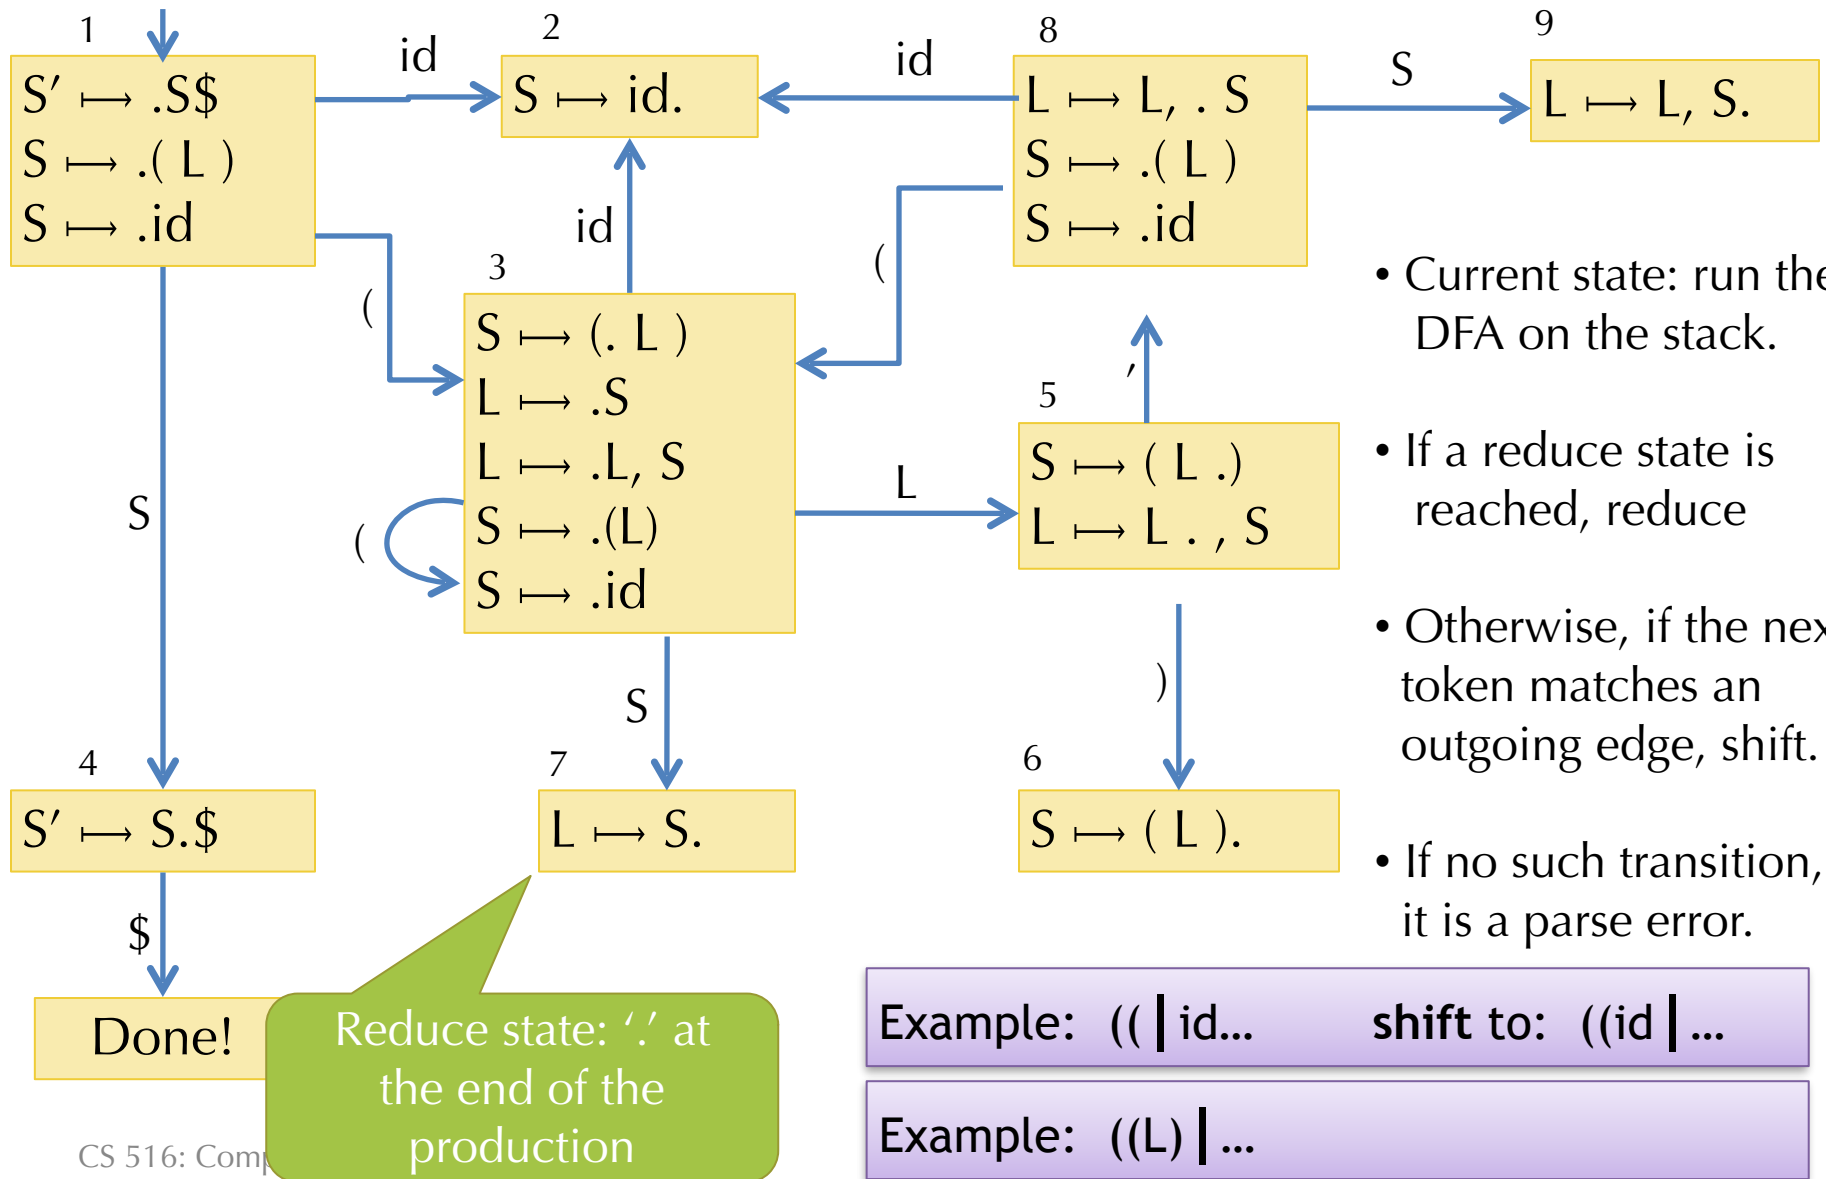 1
S′ ⟼ .S$
S ⟼ .( L )
S ⟼ .id
id
2
S ⟼ id.
id
8
L ⟼ L, . S
S ⟼ .( L )
S ⟼ .id
S
9
L ⟼ L, S.
id
(
(
3
S ⟼ (. L )
L ⟼ .S
L ⟼ .L, S
S ⟼ .(L)
S ⟼ .id
(
L
,
5
S ⟼ ( L .)
L ⟼ L . , S
S
S
)
4
S′ ⟼ S.$
7
L ⟼ S.
6
S ⟼ ( L ).
$
Done!
• Current state: run the
DFA on the stack.
• If a reduce state is
reached, reduce
• Otherwise, if the
token matches an
outgoing edge, shift.
• If no such transition,
it is a parse error.
Reduce state: ‘.’ at
the end of the
production
Example: (( | id... shift to: ((id | ...
Example: ((L) | ...
CS 516: